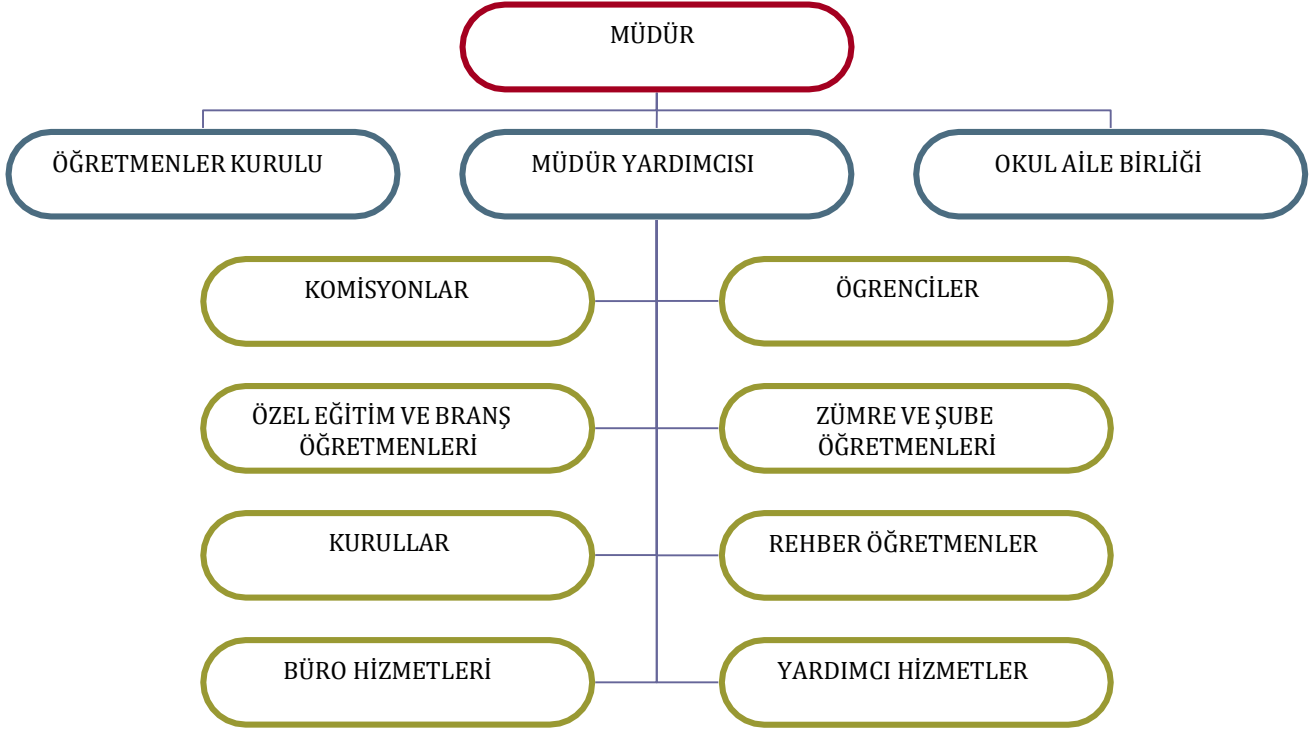 MÜDÜR
ÖĞRETMENLER KURULU
MÜDÜR YARDIMCISI
OKUL AİLE BİRLİĞİ
KOMİSYONLAR
ÖGRENCİLER
ÖZEL EĞİTİM VE BRANŞ
ÖĞRETMENLERİ
ZÜMRE VE ŞUBE
ÖĞRETMENLERİ
KURULLAR
REHBER ÖĞRETMENLER
BÜRO HİZMETLERİ
YARDIMCI HİZMETLER